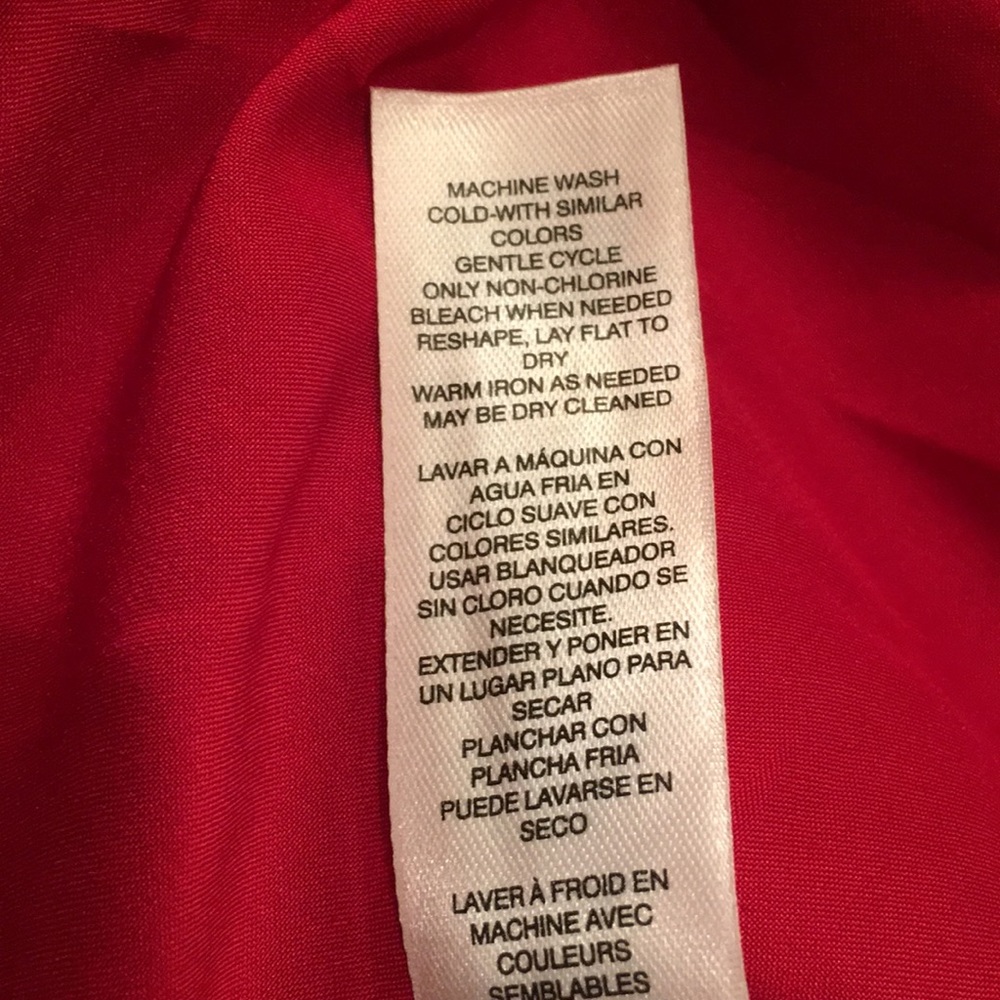 MACHINE WASH
COLD-WITH SIMILAR
COLORS
GENTLE CYCLE
ONLY NON-CHLORINE
BLEACH WHEN NEEDED
RESHAPE, LAY FLAT TO
DRY
WARM IRON AS NEEDED
MAY BE DRY CLEANED
LAVAR A MÁQUINA CON
AGUA FRIA EN
CICLO SUAVE CON
COLORES SIMILARES.
USAR BLANQUEADOR
SIN CLORO CUANDO SE
NECESITE.
EXTENDER Y PONER EN
UN LUGAR PLANO PARA
SECAR
PLANCHAR CON
PLANCHA FRIA
PUEDE LAVARSE EN
SECO
LAVER À FROID EN
MACHINE AVEC
COULEURS
SEMBLABLES